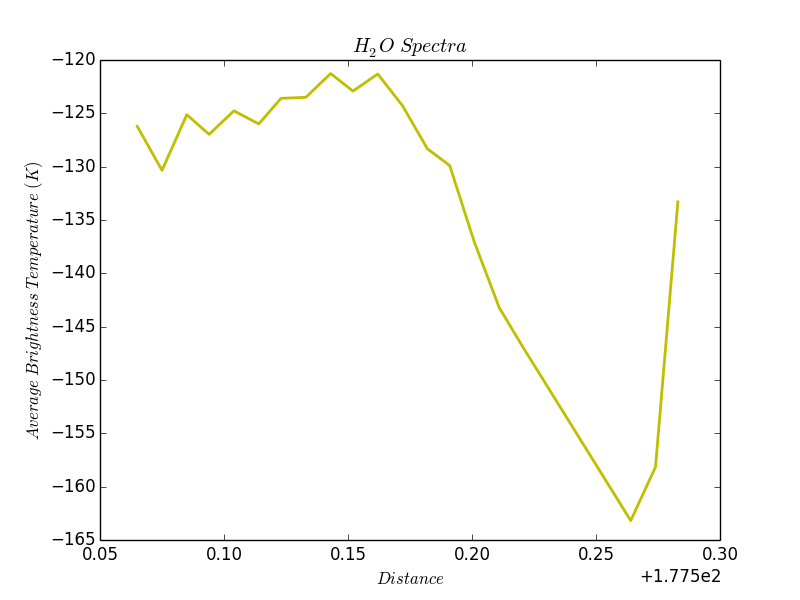 H₂O Spectra
−120
−125
−130
−135
−140
−145
−150
−155
−160
−165
Average Brightness Temperature (K)
0.05 0.10 0.15 0.20 0.25 0.30
Distance
+1.775e2